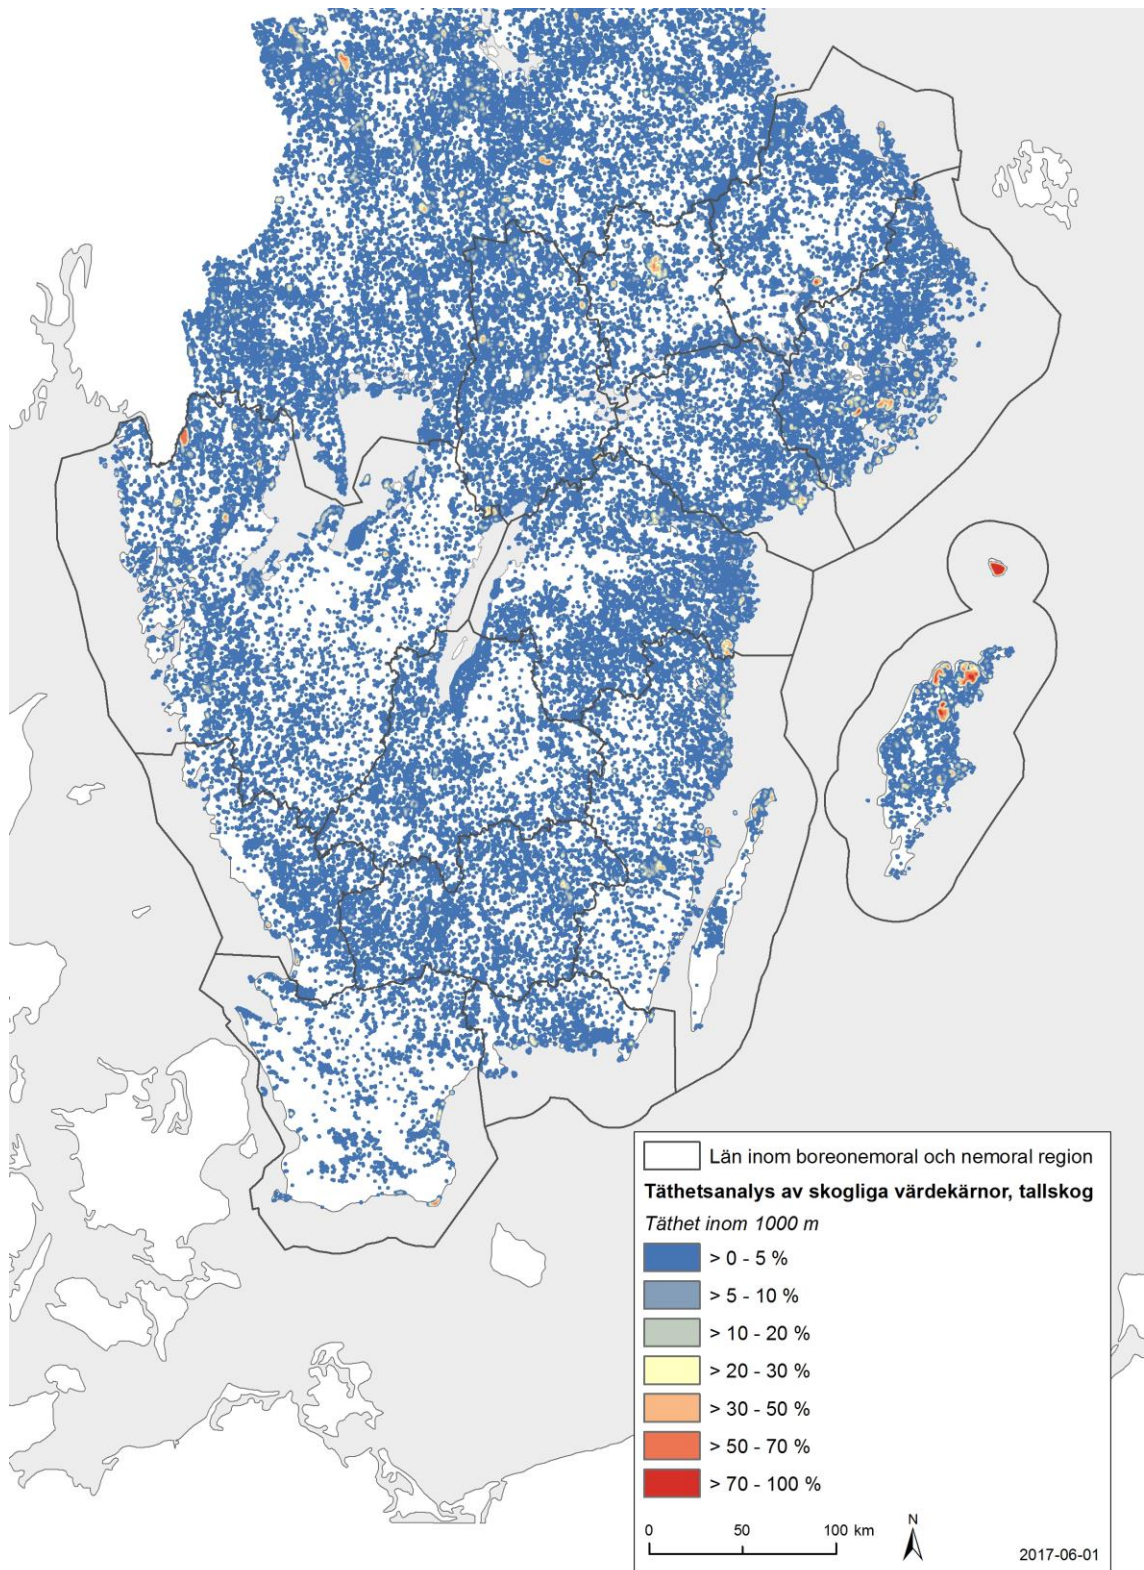 Län inom boreonemoral och nemoral region
Täthetsanalys av skogliga värdekärnor, tallskog
Täthet inom 1000 m
> 0 - 5 %
> 5 - 10 %
> 10 - 20 %
> 20 - 30 %
> 30 - 50 %
> 50 - 70 %
> 70 - 100 %
0 50 100 km
N
2017-06-01